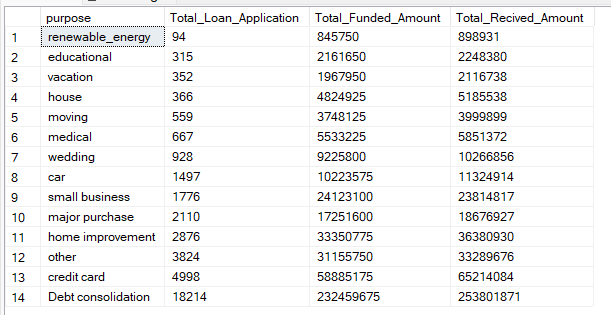 purpose Total_Loan_Application Total_Funded_Amount Total_Recived_Amount
1 renewable_energy 94 845750 898931
2 educational 315 2161650 2248380
3 vacation 352 1967950 2116738
4 house 366 4824925 5185538
5 moving 559 3748125 3999899
6 medical 667 5533225 5851372
7 wedding 928 9225800 10266856
8 car 1497 10223575 11324914
9 small business 1776 24123100 23814817
10 major purchase 2110 17251600 18676927
11 home improvement 2876 33350775 36380930
12 other 3824 31155750 33289676
13 credit card 4998 58885175 65214084
14 Debt consolidation 18214 232459675 253801871